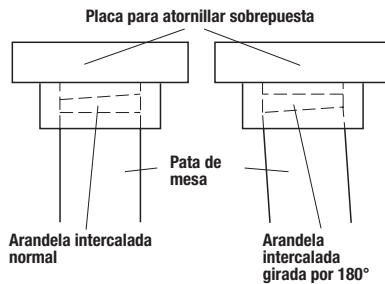 Placa para atornillar sobrepuesta
Pata de
mesa
Arandela intercalada
normal
Arandela
intercalada
girada por 180°